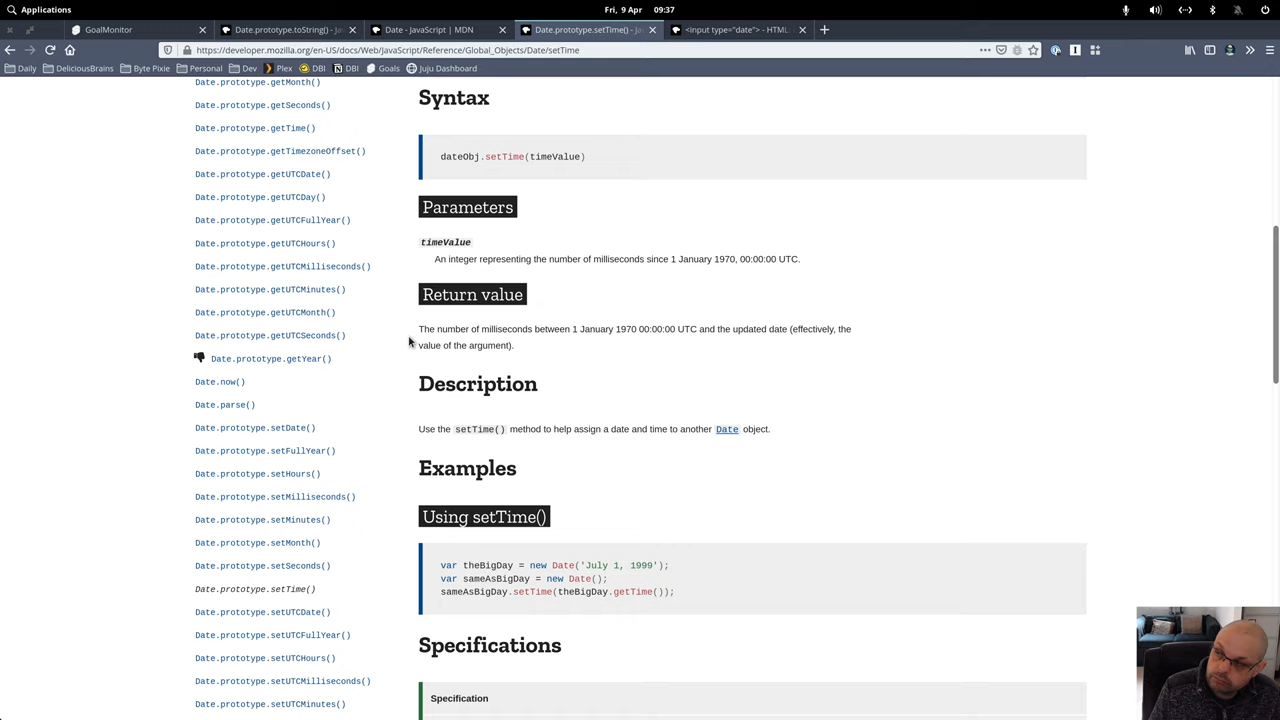 Applications
Fri, 9 Apr 09:37
GoalMonitor
Date.prototype.toString() - Ja
Date - JavaScript | MDN
Date.prototype.setTime() - Ja
<input type="date"> - HTML:
https://developer.mozilla.org/en-US/docs/Web/JavaScript/Reference/Global_Objects/Date/setTime
Daily
DeliciousBrains
Byte Pixie
Personal
Dev
Plex
DBI
DBI
Goals
Juju Dashboard
Date.prototype.getMonth()
Date.prototype.getSeconds()
Date.prototype.getTime()
Date.prototype.getTimezoneOffset()
Date.prototype.getUTCDate()
Date.prototype.getUTCDay()
Date.prototype.getUTCFullYear()
Date.prototype.getUTCHours()
Date.prototype.getUTCMilliseconds()
Date.prototype.getUTCMinutes()
Date.prototype.getUTCMonth()
Date.prototype.getUTCSeconds()
Date.prototype.getYear()
Date.now()
Date.parse()
Date.prototype.setDate()
Date.prototype.setFullYear()
Date.prototype.setHours()
Date.prototype.setMilliseconds()
Date.prototype.setMinutes()
Date.prototype.setMonth()
Date.prototype.setSeconds()
Date.prototype.setTime()
Date.prototype.setUTCDate()
Date.prototype.setUTCFullYear()
Date.prototype.setUTCHours()
Date.prototype.setUTCMilliseconds()
Date.prototype.setUTCMinutes()
Syntax
dateObj.setTime(timeValue)
Parameters
timeValue
An integer representing the number of milliseconds since 1 January 1970, 00:00:00 UTC.
Return value
The number of milliseconds between 1 January 1970 00:00:00 UTC and the updated date (effectively, the
value of the argument).
Description
Use the setTime() method to help assign a date and time to another Date object.
Examples
Using setTime()
var theBigDay = new Date('July 1, 1999');
var sameAsBigDay = new Date();
sameAsBigDay.setTime(theBigDay.getTime());
Specifications
Specification